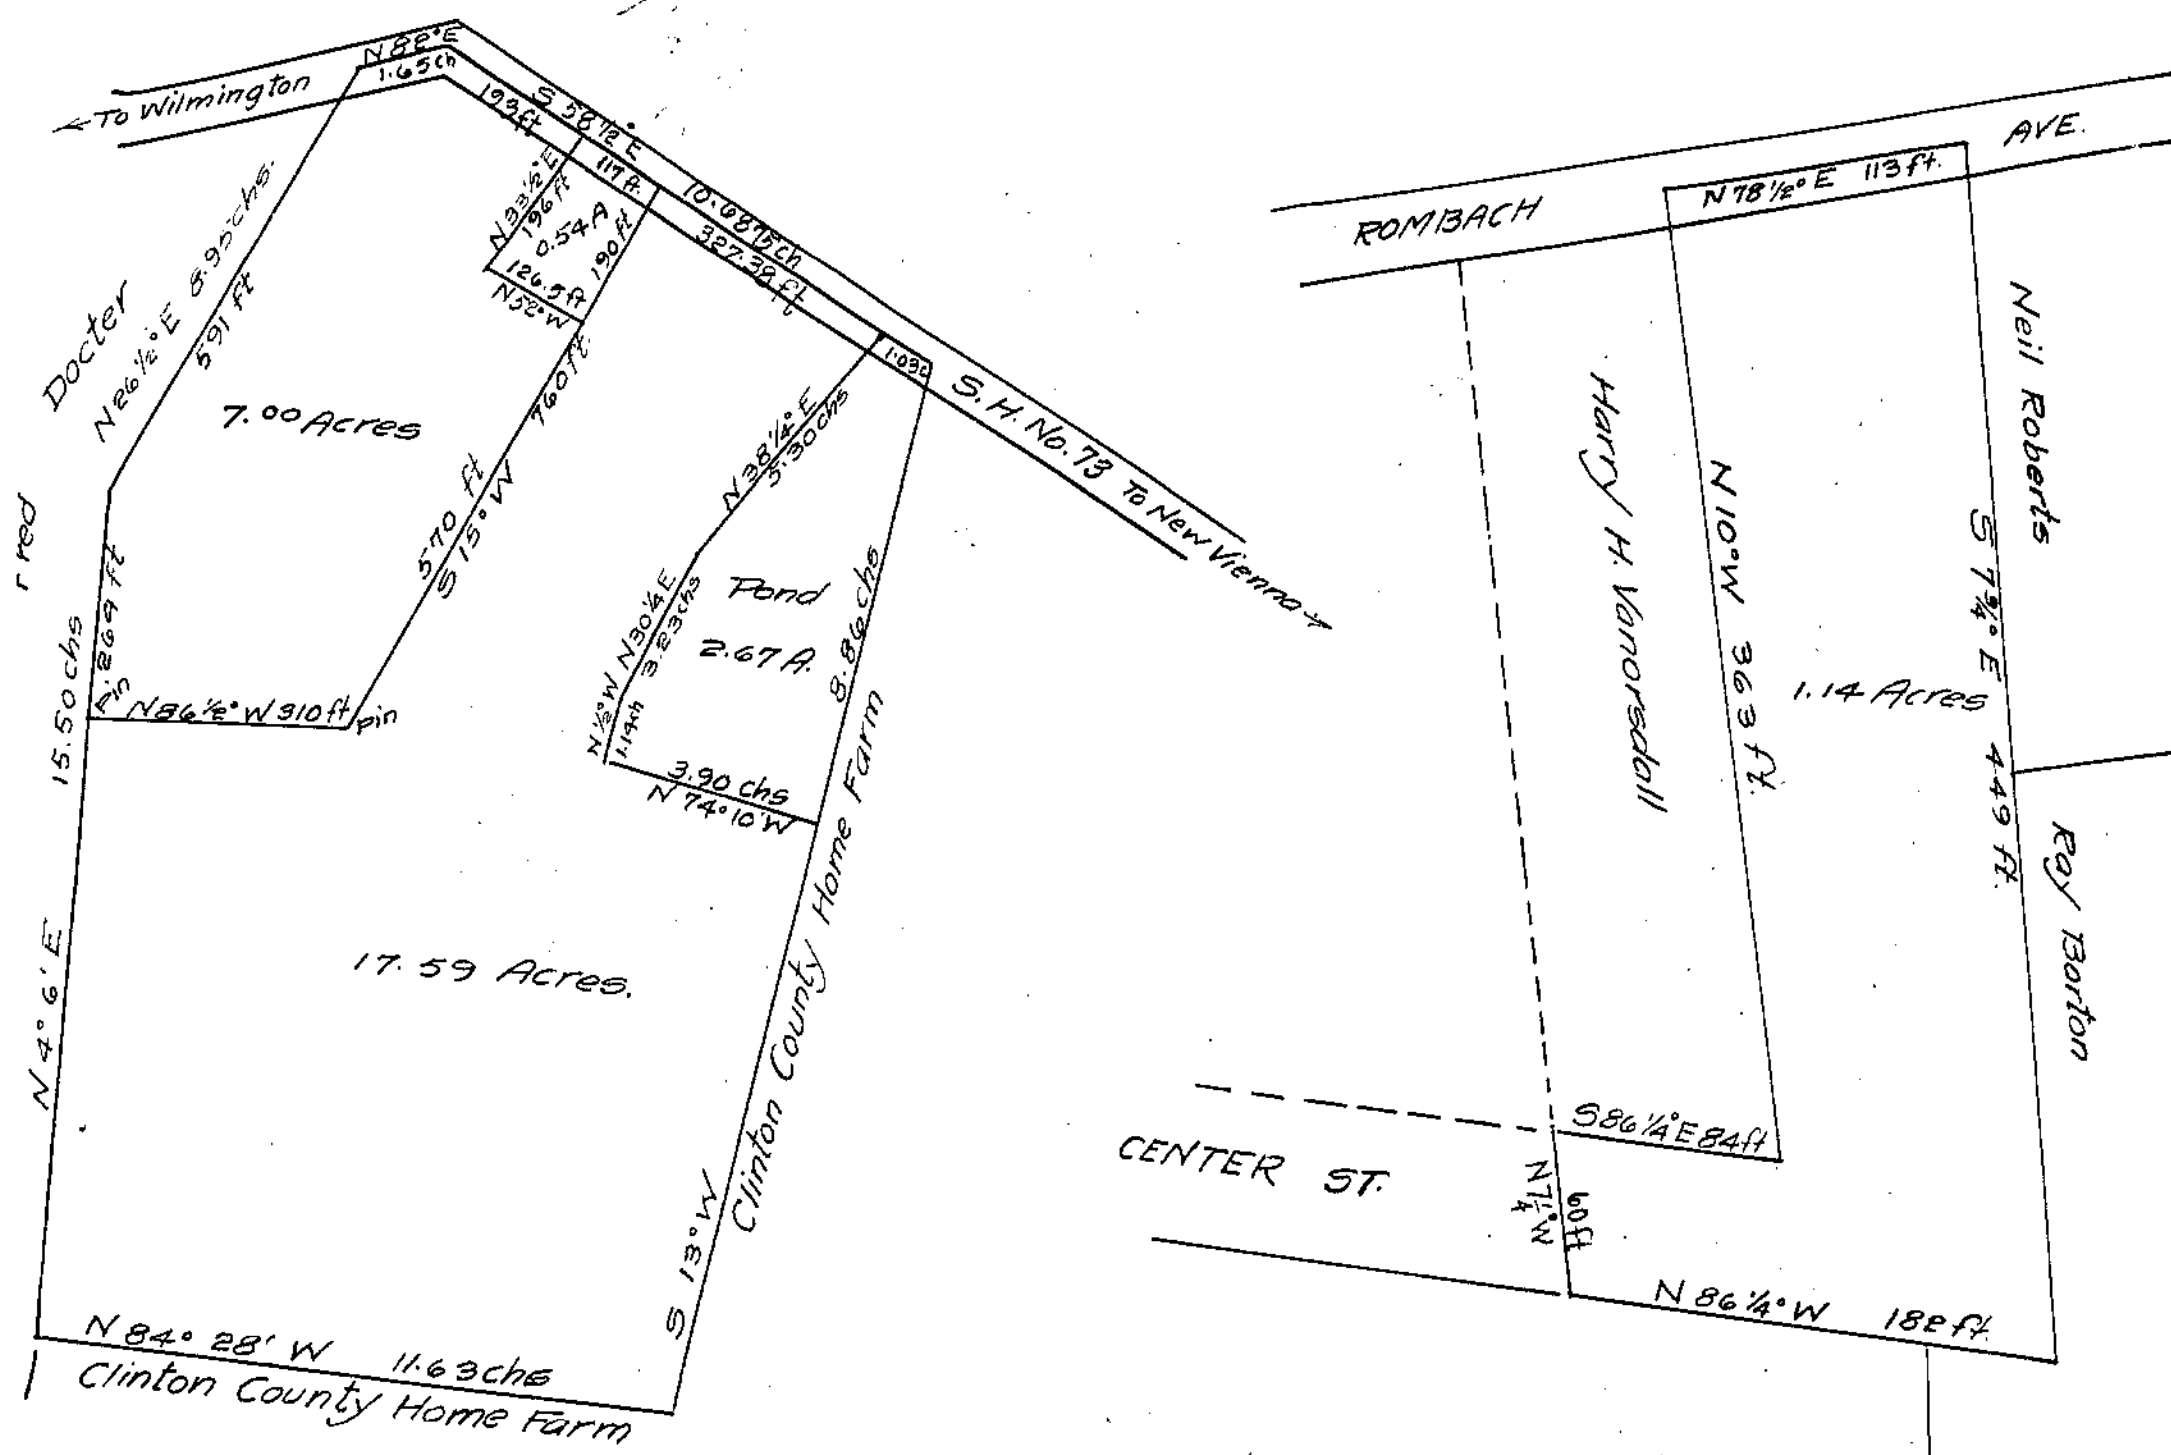 N 88° E
1.65 ch
← To Wilmington
193 ft
S 58 1/2° E
117 ft.
10.6875 ch
327.38 ft
N 33 1/2° E
196 ft
0.54 A
190 ft
126.5 ft
N 52° W
Docter
N 26 1/2° E 8.95 chs.
591 ft
7.00 Acres
760 ft.
570 ft
S 15° W
1.03 c
S. H. No. 73 To New Vienna →
N 38 1/4° E
5.30 chs
Pond
2.67 A.
N 30 1/4 E
3.23 chs
N 1/2° W
1.14 ch
3.90 chs
N 74° 10' W
8.86 chs
red
269 ft
pin
N 86 1/2° W 310 ft
pin
15.50 chs
N 4° 6' E
17.59 Acres.
S 13° W
Clinton County Home Farm
N 84° 28' W 11.63 chs
Clinton County Home Farm
ROMBACH
AVE.
N 78 1/2° E 113 ft.
Harry H. Vanorsdall
N 10° W 363 ft.
1.14 Acres
Neil Roberts
S 7 3/4° E 449 ft.
Ray Borton
CENTER ST.
S 86 1/4° E 84 ft
N 7 1/4° W
60 ft
N 86 1/4° W 182 ft.